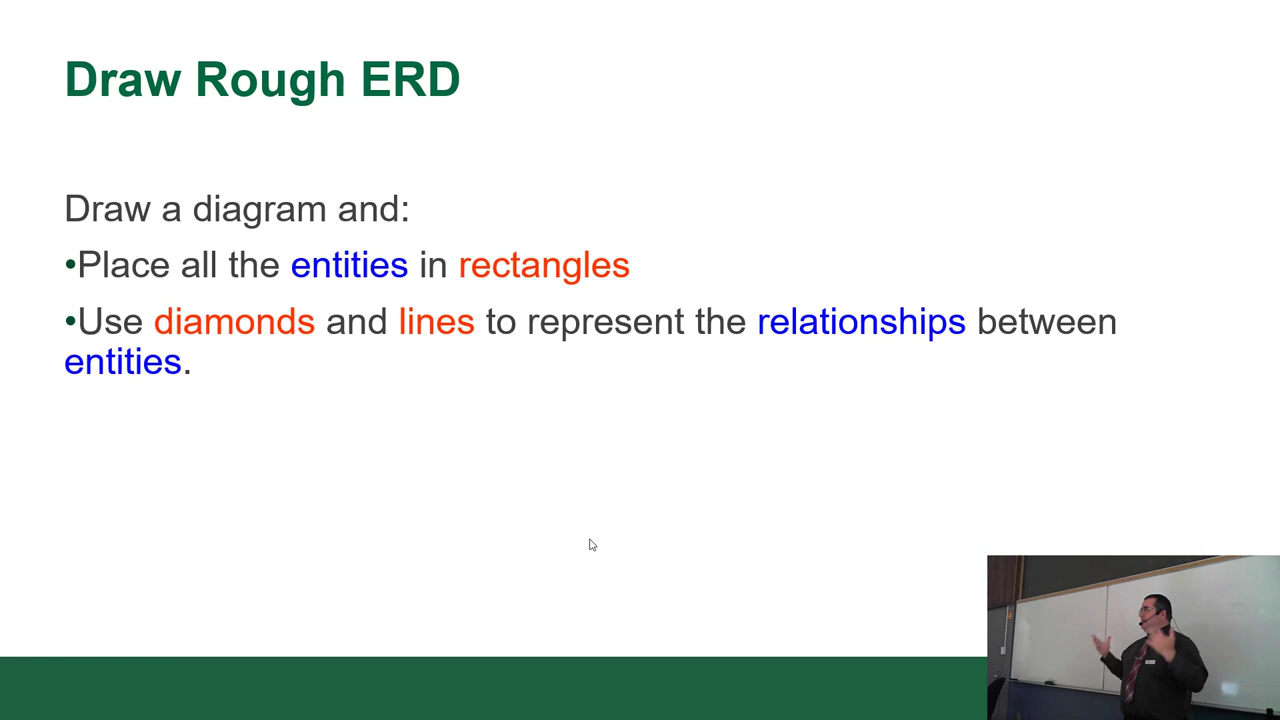 Draw Rough ERD
Draw a diagram and:
•Place all the entities in rectangles
•Use diamonds and lines to represent the relationships between
entities.